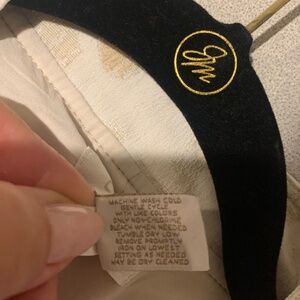 MACHINE WASH COLD
GENTLE CYCLE
WITH LIKE COLORS
ONLY NON-CHLORINE
BLEACH WHEN NEEDED
TUMBLE DRY LOW
REMOVE PROMPTLY
IRON ON LOWEST
SETTING AS NEEDED
MAY BE DRY CLEANED